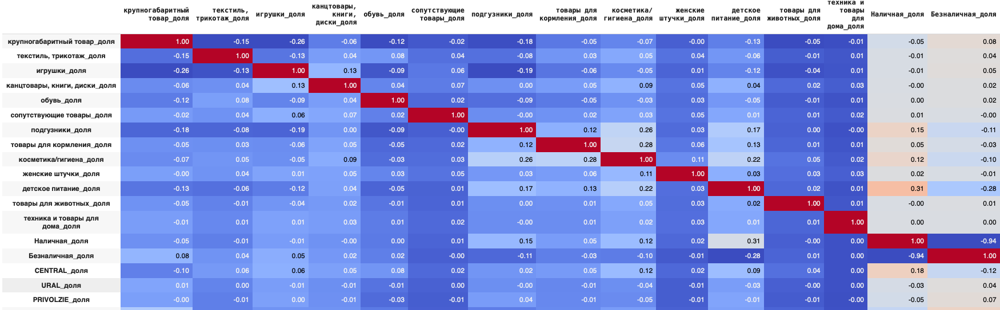 крупногабаритный товар_доля текстиль, трикотаж_доля игрушки_доля канцтовары, книги, диски_доля обувь_доля сопутствующие товары_доля подгузники_доля товары для кормления_доля косметика/гигиена_доля женские штучки_доля детское питание_доля товары для животных_доля техника и товары для дома_доля Наличная_доля Безналичная_доля
крупногабаритный товар_доля 1.00 -0.15 -0.26 -0.06 -0.12 -0.02 -0.18 -0.05 -0.07 -0.00 -0.13 -0.05 -0.01 -0.05 0.08
текстиль, трикотаж_доля -0.15 1.00 -0.13 0.04 0.08 0.04 -0.08 0.03 0.05 0.04 -0.06 -0.01 0.01 -0.01 0.04
игрушки_доля -0.26 -0.13 1.00 0.13 -0.09 0.06 -0.19 -0.06 -0.05 0.01 -0.12 -0.04 0.01 -0.01 0.05
канцтовары, книги, диски_доля -0.06 0.04 0.13 1.00 0.04 0.07 0.00 0.05 0.09 0.05 0.04 0.02 0.03 -0.00 0.02
обувь_доля -0.12 0.08 -0.09 0.04 1.00 0.02 -0.09 -0.05 -0.03 0.03 -0.05 -0.01 0.01 0.00 0.02
сопутствующие товары_доля -0.02 0.04 0.06 0.07 0.02 1.00 -0.00 0.02 0.03 0.05 0.01 0.01 0.02 0.01 -0.00
подгузники_доля -0.18 -0.08 -0.19 0.00 -0.09 -0.00 1.00 0.12 0.26 0.03 0.17 0.00 -0.00 0.15 -0.11
товары для кормления_доля -0.05 0.03 -0.06 0.05 -0.05 0.02 0.12 1.00 0.28 0.06 0.13 0.01 0.01 0.05 -0.03
косметика/гигиена_доля -0.07 0.05 -0.05 0.09 -0.03 0.03 0.26 0.28 1.00 0.11 0.22 0.05 0.02 0.12 -0.10
женские штучки_доля -0.00 0.04 0.01 0.05 0.03 0.05 0.03 0.06 0.11 1.00 0.03 0.03 0.03 0.02 -0.01
детское питание_доля -0.13 -0.06 -0.12 0.04 -0.05 0.01 0.17 0.13 0.22 0.03 1.00 0.02 0.01 0.31 -0.28
товары для животных_доля -0.05 -0.01 -0.04 0.02 -0.01 0.01 0.00 0.01 0.05 0.03 0.02 1.00 0.01 -0.00 0.01
техника и товары для дома_доля -0.01 0.01 0.01 0.03 0.01 0.02 -0.00 0.01 0.02 0.03 0.01 0.01 1.00 0.00 0.00
Наличная_доля -0.05 -0.01 -0.01 -0.00 0.00 0.01 0.15 0.05 0.12 0.02 0.31 -0.00 0.00 1.00 -0.94
Безналичная_доля 0.08 0.04 0.05 0.02 0.02 -0.00 -0.11 -0.03 -0.10 -0.01 -0.28 0.01 0.00 -0.94 1.00
CENTRAL_доля -0.10 0.06 0.06 0.05 0.08 0.02 0.02 0.05 0.12 0.02 0.09 0.04 0.00 0.18 -0.12
URAL_доля 0.01 0.00 -0.01 -0.01 -0.01 0.00 -0.00 -0.01 -0.04 -0.01 -0.03 -0.00 0.00 -0.03 0.04
PRIVOLZIE_доля -0.00 -0.01 0.00 -0.01 -0.03 -0.01 0.04 -0.01 -0.05 -0.01 -0.01 -0.01 -0.00 -0.05 0.07